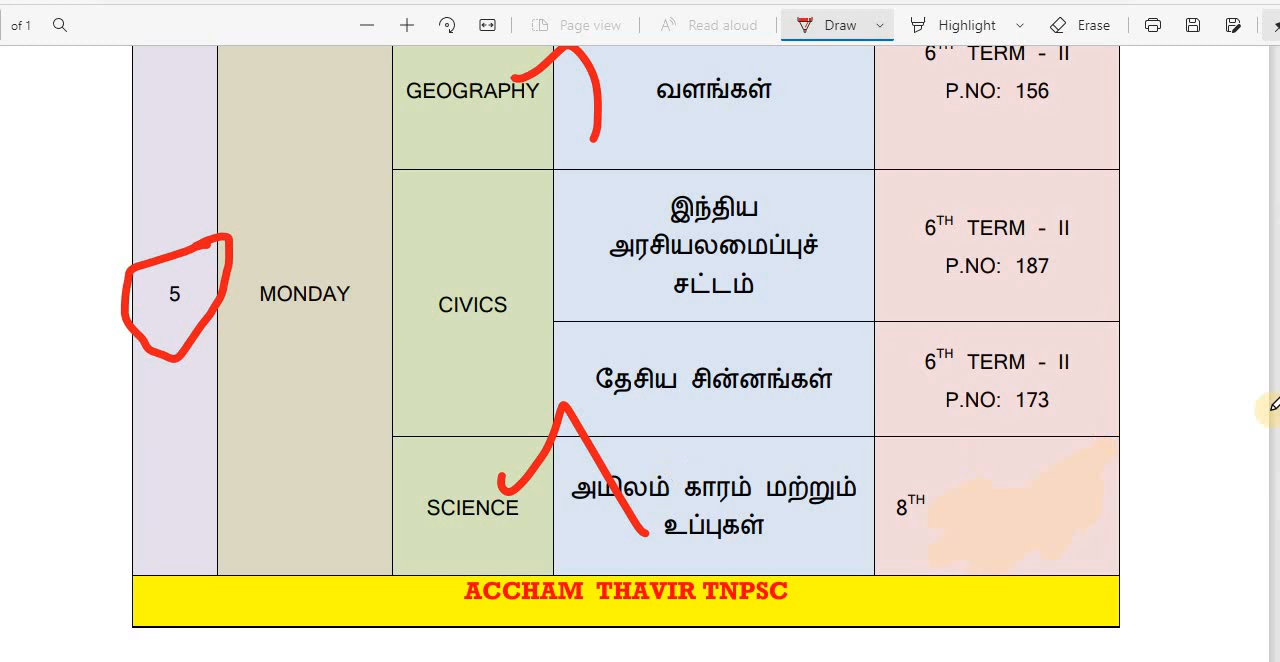 of 1 Page view Read aloud Draw Highlight Erase
6TH TERM - II
GEOGRAPHY வளங்கள் P.NO: 156
இந்திய
6TH TERM - II
அரசியலமைப்புச்
P.NO: 187
சட்டம்
5 MONDAY CIVICS
6TH TERM - II
தேசிய சின்னங்கள்
P.NO: 173
அமிலம் காரம் மற்றும்
SCIENCE 8TH
உப்புகள்
ACCHAM THAVIR TNPSC